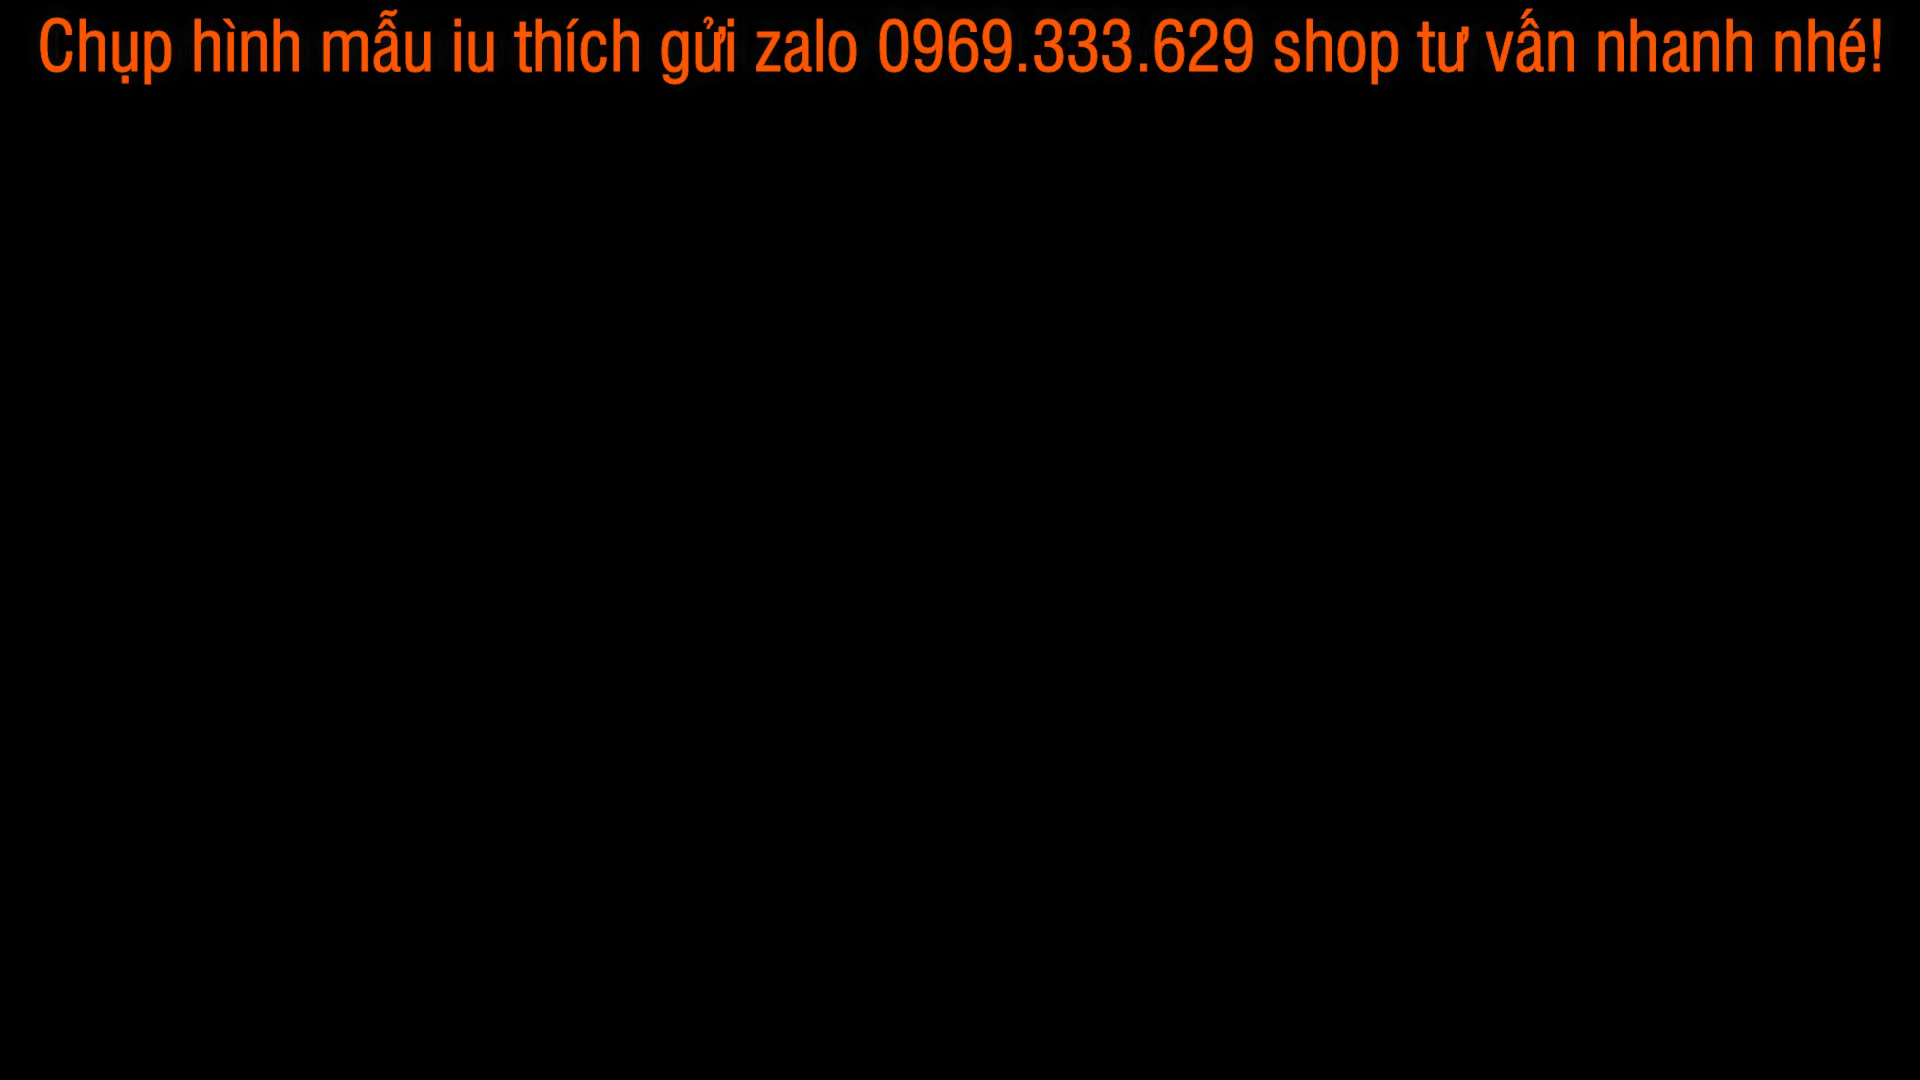 Chụp hình mẫu iu thích gửi zalo 0969.333.629 shop tư vấn nhanh nhé!